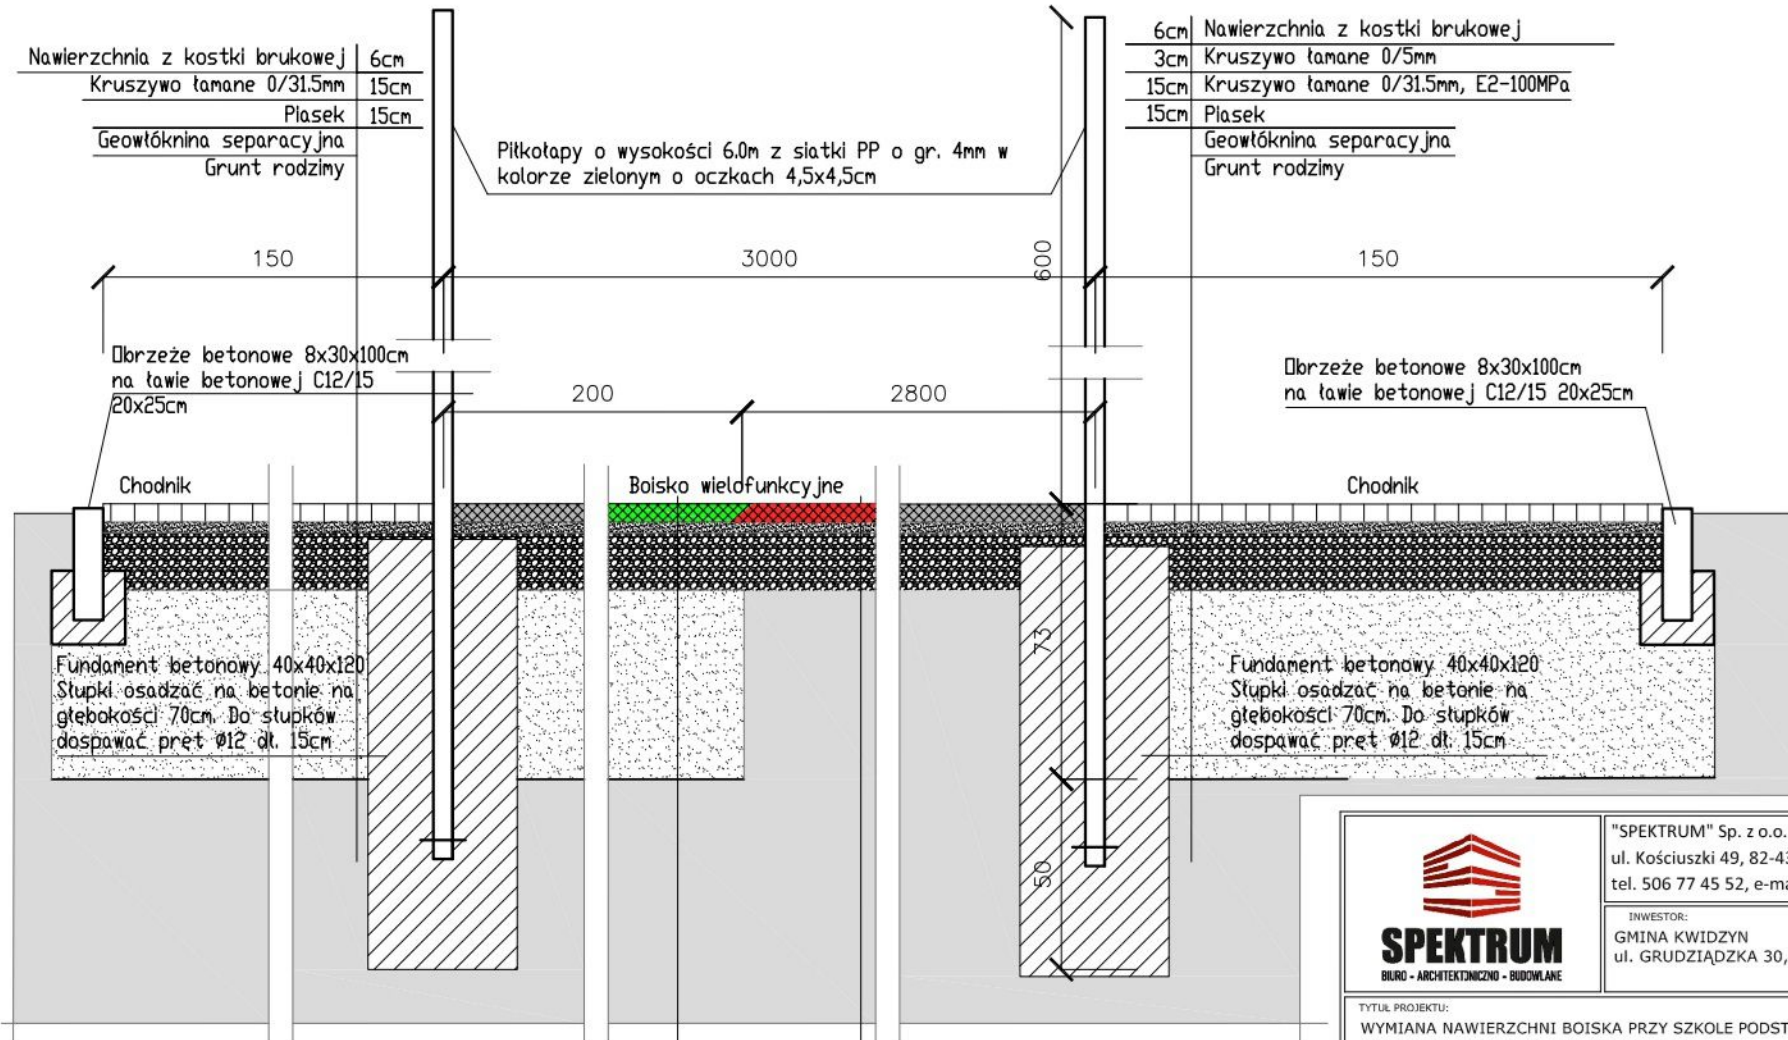 Nawierzchnia z kostki brukowej 6cm
Kruszywo łamane 0/31.5mm 15cm
Piasek 15cm
Geowłóknina separacyjna
Grunt rodzimy
6cm Nawierzchnia z kostki brukowej
3cm Kruszywo łamane 0/5mm
15cm Kruszywo łamane 0/31.5mm, E2-100MPa
15cm Piasek
Geowłóknina separacyjna
Grunt rodzimy
Piłkołapy o wysokości 6.0m z siatki PP o gr. 4mm w
kolorze zielonym o oczkach 4,5x4,5cm
150
3000
600
150
Obrzeże betonowe 8x30x100cm
na ławie betonowej C12/15
20x25cm
200
2800
Obrzeże betonowe 8x30x100cm
na ławie betonowej C12/15 20x25cm
Chodnik
Boisko wielofunkcyjne
Chodnik
Fundament betonowy 40x40x120
Słupki osadzać na betonie na
głebokości 70cm. Do słupków
dospawać pręt Ø12 dł. 15cm
73
Fundament betonowy 40x40x120
Słupki osadzać na betonie na
głebokości 70cm. Do słupków
dospawać pręt Ø12 dł. 15cm
50
SPEKTRUM
BIURO - ARCHITEKTONICZNO - BUDOWLANE
"SPEKTRUM" Sp. z o.o.
ul. Kościuszki 49, 82-43
tel. 506 77 45 52, e-ma
INWESTOR:
GMINA KWIDZYN
ul. GRUDZIĄDZKA 30,
TYTUŁ PROJEKTU:
WYMIANA NAWIERZCHNI BOISKA PRZY SZKOLE PODST